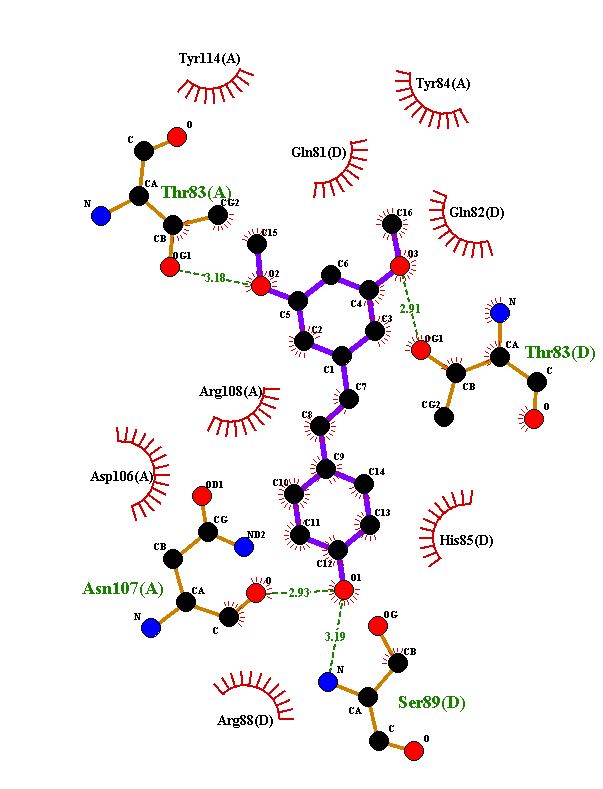 Tyr114(A)
Tyr84(A)
O
C
Gln81(D)
CA
Thr83(A)
N
CG2
C16
Gln82(D)
CB
C15
OG1
3.18
O2
C6
O3
C5
C4
2.91
N
C2
C3
OG1
CA
Thr83(D)
C1
CB
C
C7
CG2
Arg108(A)
O
C8
C9
Asp106(A)
C10
C14
OD1
C11
C13
CG
ND2
His85(D)
CB
C12
Asn107(A)
CA
O
2.93
O1
N
C
OG
3.19
CB
N
Arg88(D)
CA
Ser89(D)
C
O